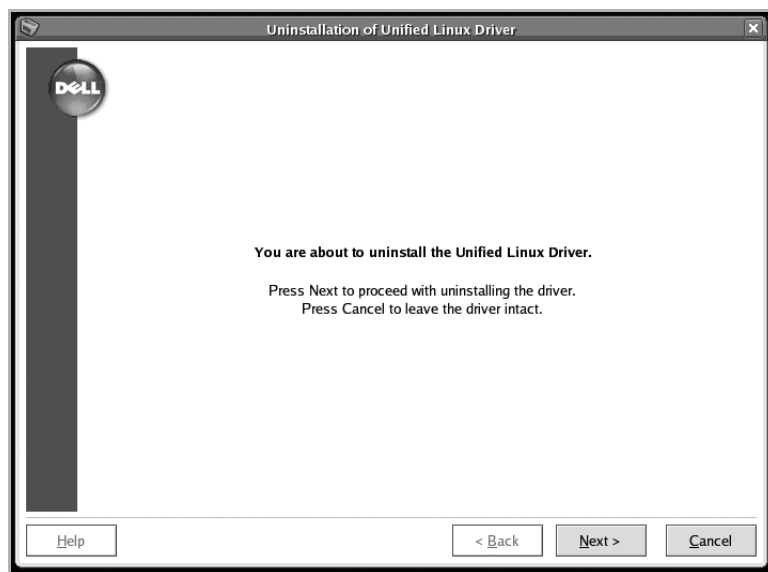 Uninstallation of Unified Linux Driver
DELL
You are about to uninstall the Unified Linux Driver.
Press Next to proceed with uninstalling the driver.
Press Cancel to leave the driver intact.
Help
< Back
Next >
Cancel